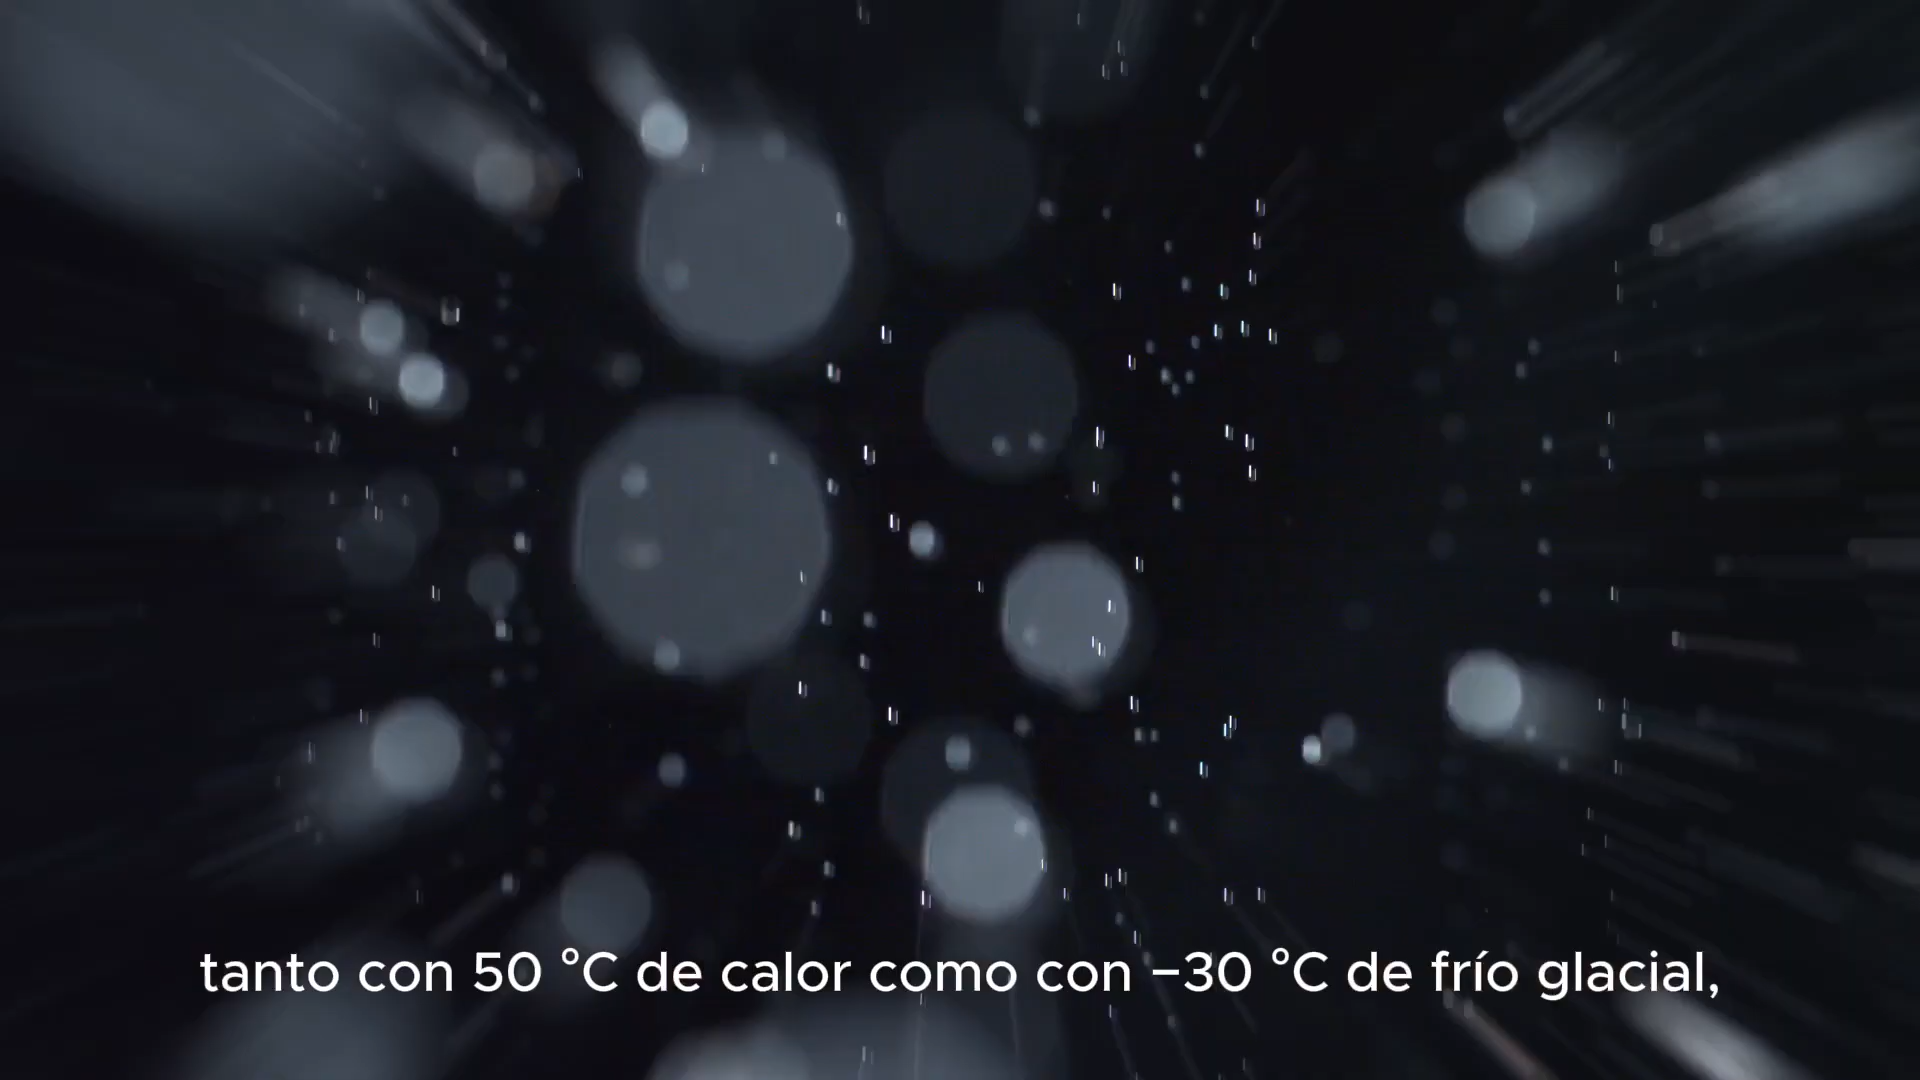 tanto con 50 °C de calor como con –30 °C de frío glacial,